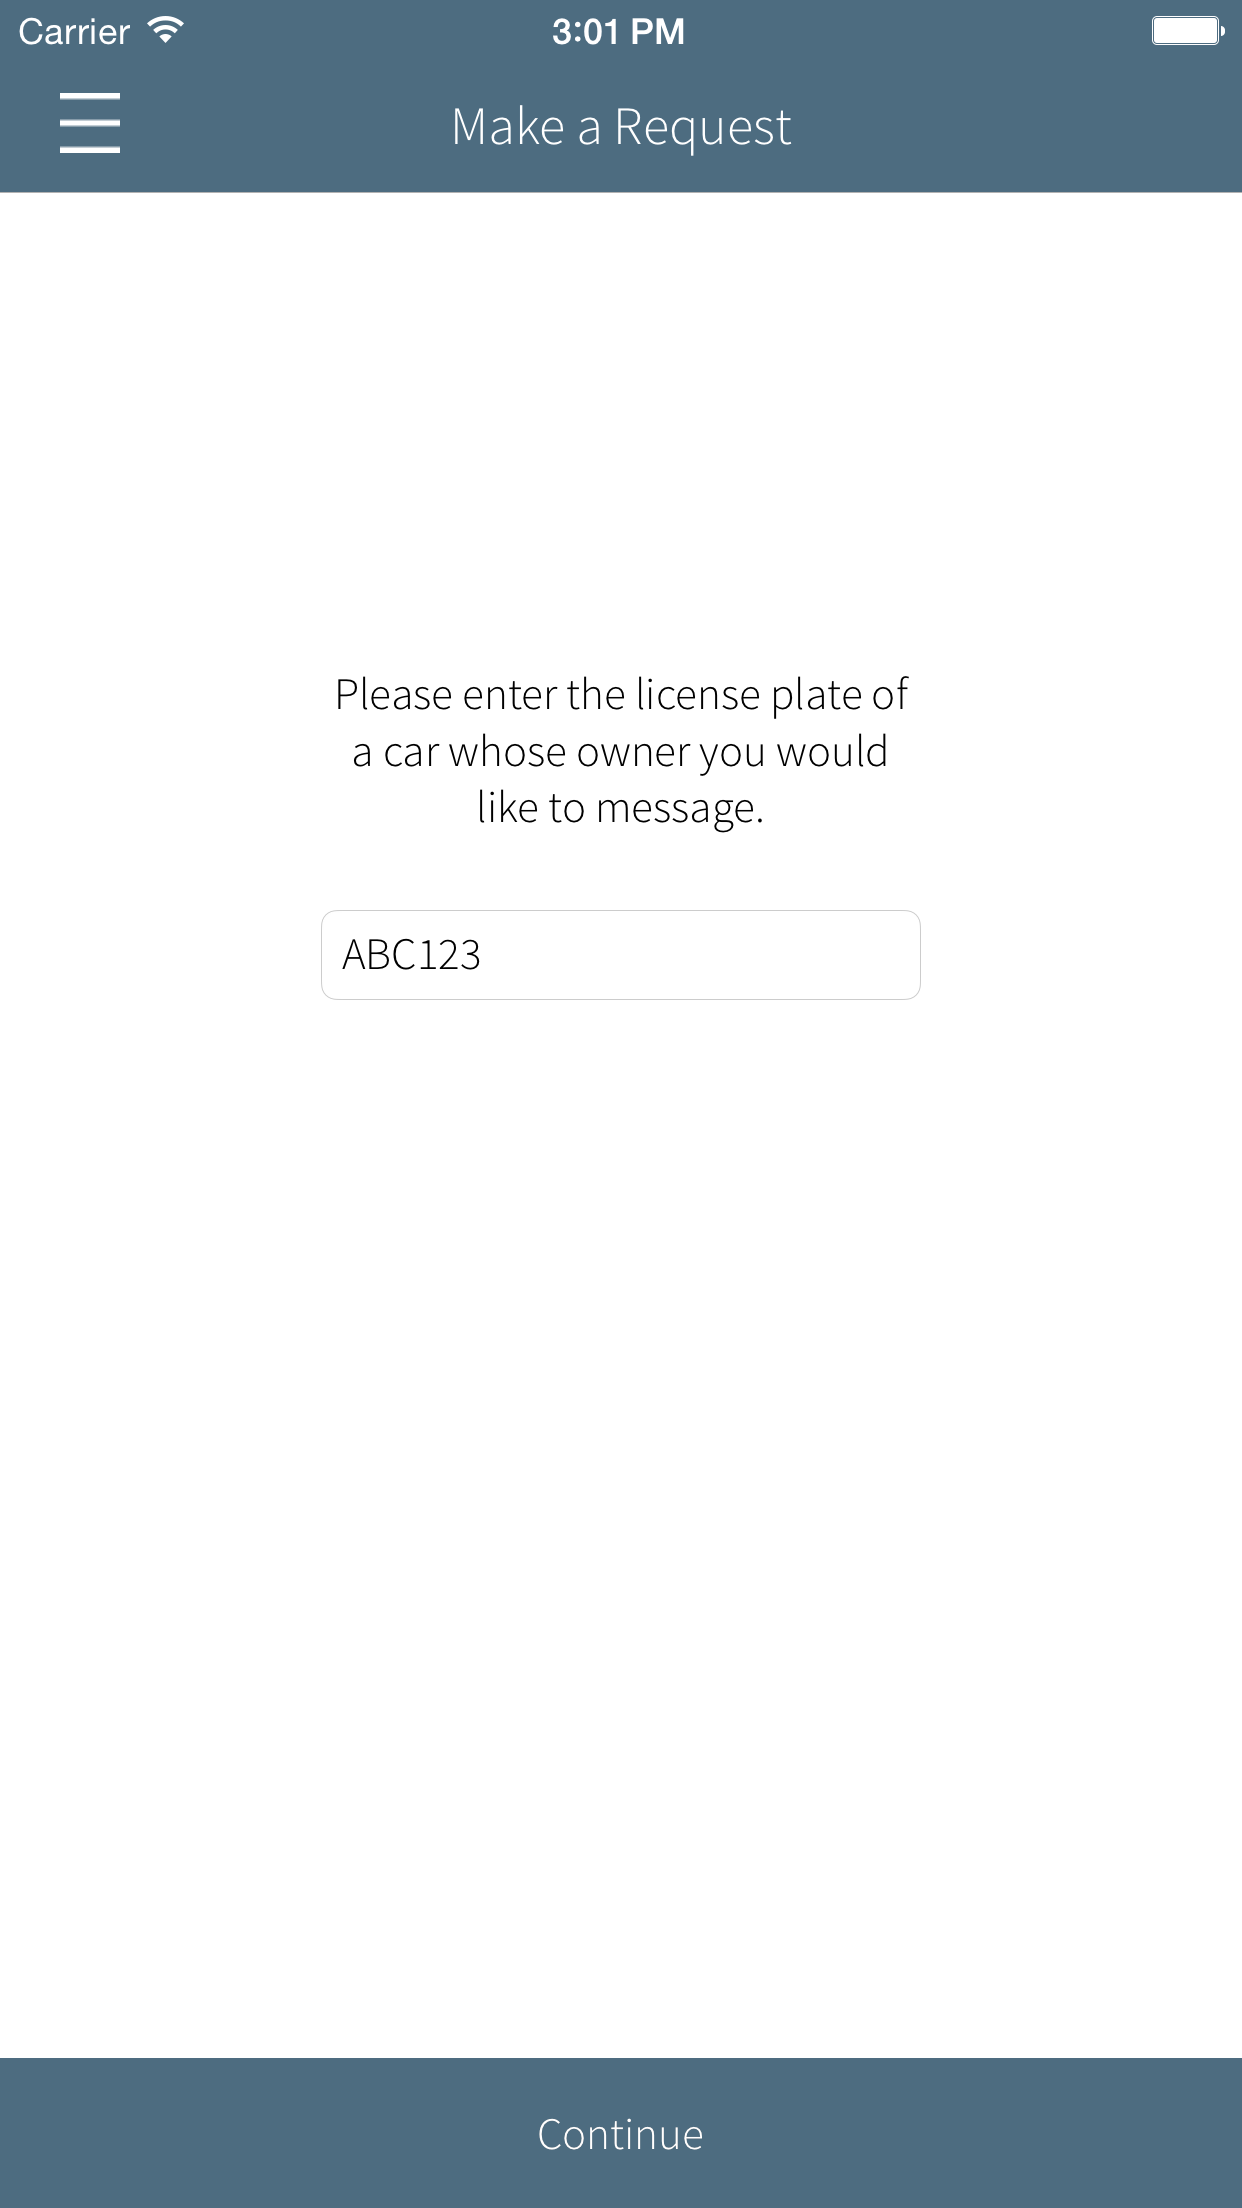 Carrier
3:01 PM
Make a Request
Please enter the license plate of
a car whose owner you would
like to message.
ABC123
Continue